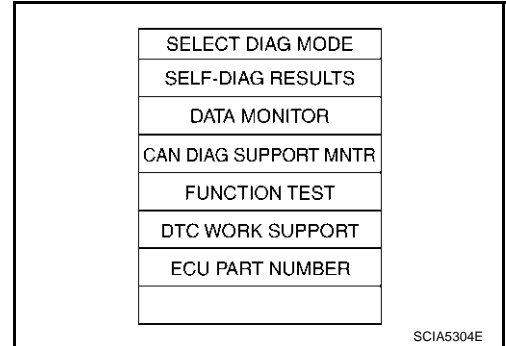 SELECT DIAG MODE
SELF-DIAG RESULTS
DATA MONITOR
CAN DIAG SUPPORT MNTR
FUNCTION TEST
DTC WORK SUPPORT
ECU PART NUMBER
SCIA5304E